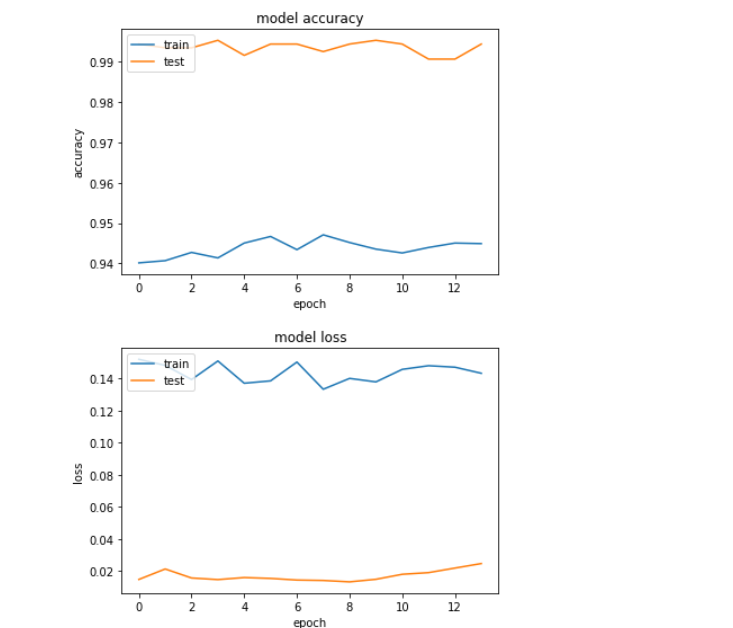 model accuracy
train
test
0.99
0.98
0.97
0.96
0.95
0.94
accuracy
0 2 4 6 8 10 12
epoch
model loss
train
test
0.14
0.12
0.10
0.08
0.06
0.04
0.02
loss
0 2 4 6 8 10 12
epoch